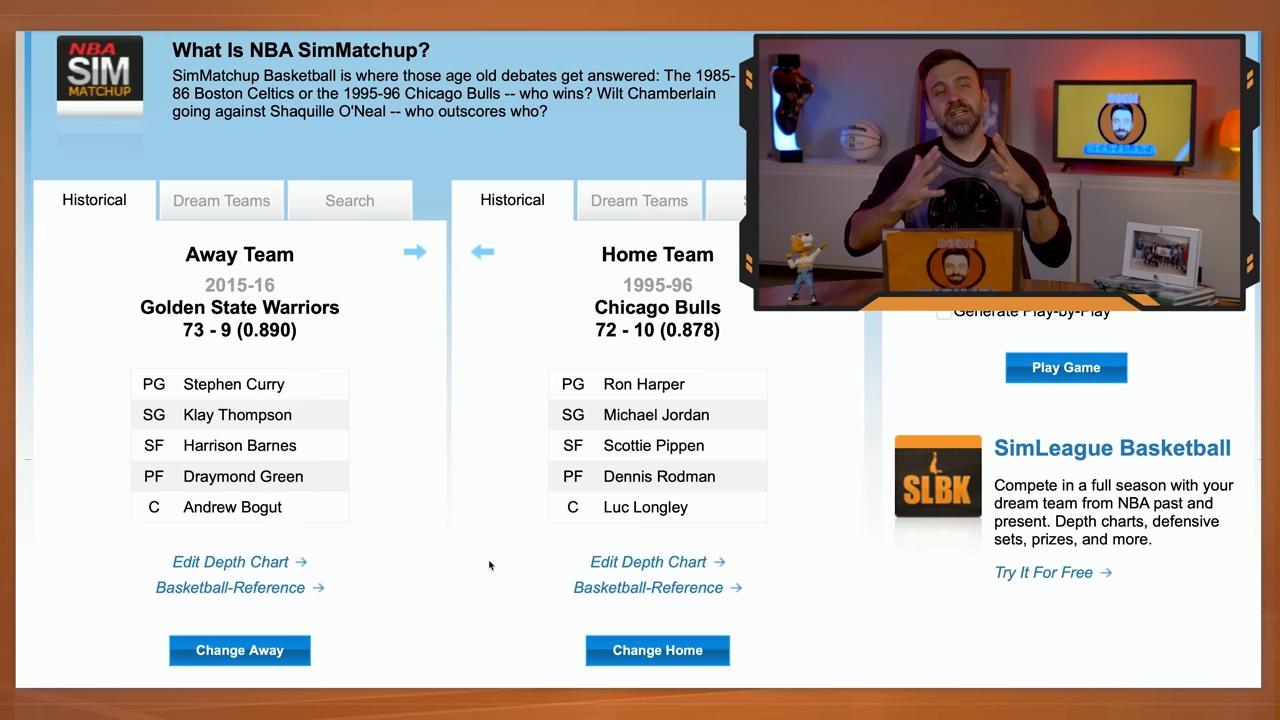 NBA
SIM
MATCHUP
What Is NBA SimMatchup?
SimMatchup Basketball is where those age old debates get answered: The 1985-
86 Boston Celtics or the 1995-96 Chicago Bulls -- who wins? Wilt Chamberlain
going against Shaquille O'Neal -- who outscores who?
Historical
Dream Teams
Search
Away Team
2015-16
Golden State Warriors
73 - 9 (0.890)
PG Stephen Curry
SG Klay Thompson
SF Harrison Barnes
PF Draymond Green
C Andrew Bogut
Edit Depth Chart →
Basketball-Reference →
Change Away
Historical
Dream Teams
Home Team
1995-96
Chicago Bulls
72 - 10 (0.878)
PG Ron Harper
SG Michael Jordan
SF Scottie Pippen
PF Dennis Rodman
C Luc Longley
Edit Depth Chart →
Basketball-Reference →
Change Home
Generate Play-by-Play
Play Game
SLBK
SimLeague Basketball
Compete in a full season with your
dream team from NBA past and
present. Depth charts, defensive
sets, prizes, and more.
Try It For Free →